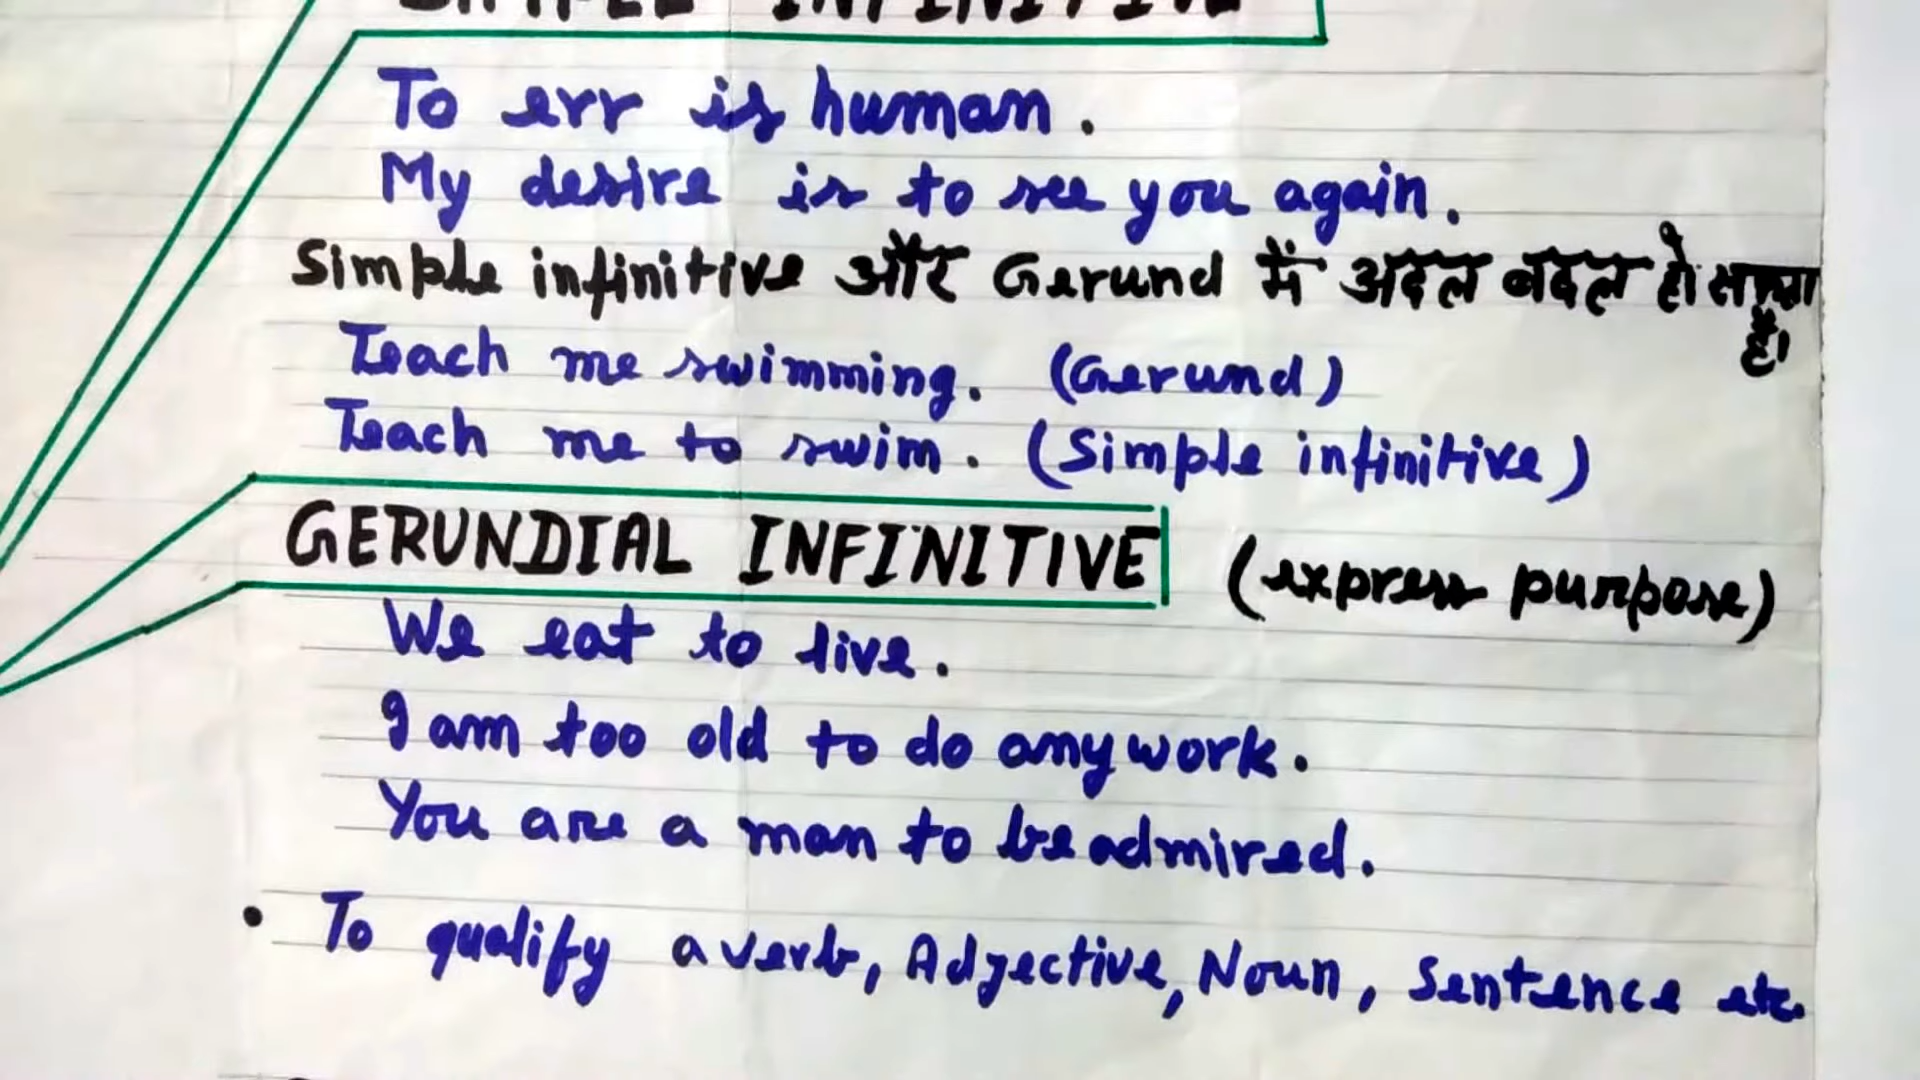 SIMPLE INFINITIVE
To err is human.
My desire is to see you again.
Simple infinitive और Gerund में अदल बदल हो सकता है।
Teach me swimming. (Gerund)
Teach me to swim. (Simple infinitive)
GERUNDIAL INFINITIVE (express purpose)
We eat to live.
I am too old to do any work.
You are a man to be admired.
• To qualify a verb, Adjective, Noun, Sentence etc.